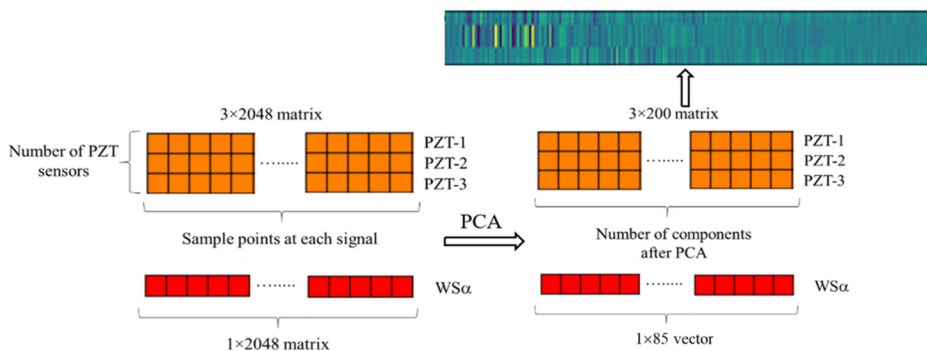 3×2048 matrix
3×200 matrix
Number of PZT
sensors
PZT-1
PZT-2
PZT-3
PZT-1
PZT-2
PZT-3
Sample points at each signal
PCA
Number of components
after PCA
WSα
WSα
1×2048 matrix
1×85 vector